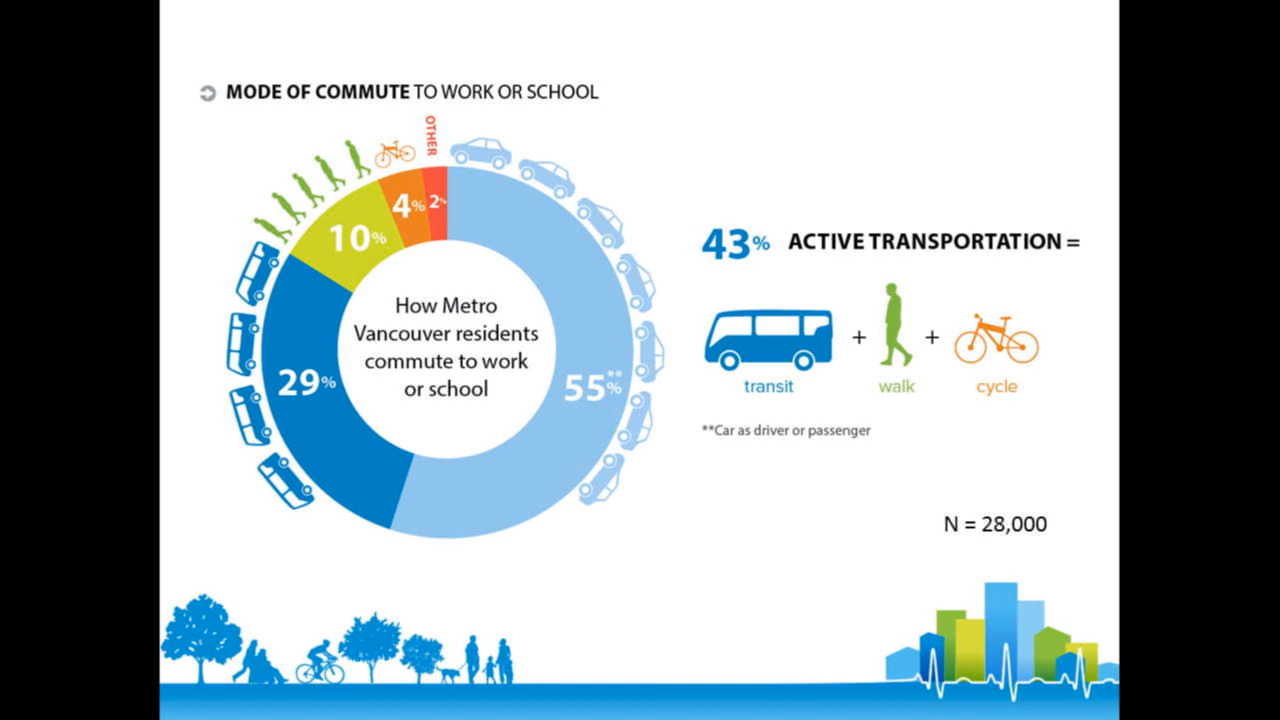 MODE OF COMMUTE TO WORK OR SCHOOL
OTHER
4%
2%
10%
29%
55%**
How Metro
Vancouver residents
commute to work
or school
43% ACTIVE TRANSPORTATION =
+ +
transit walk cycle
**Car as driver or passenger
N = 28,000